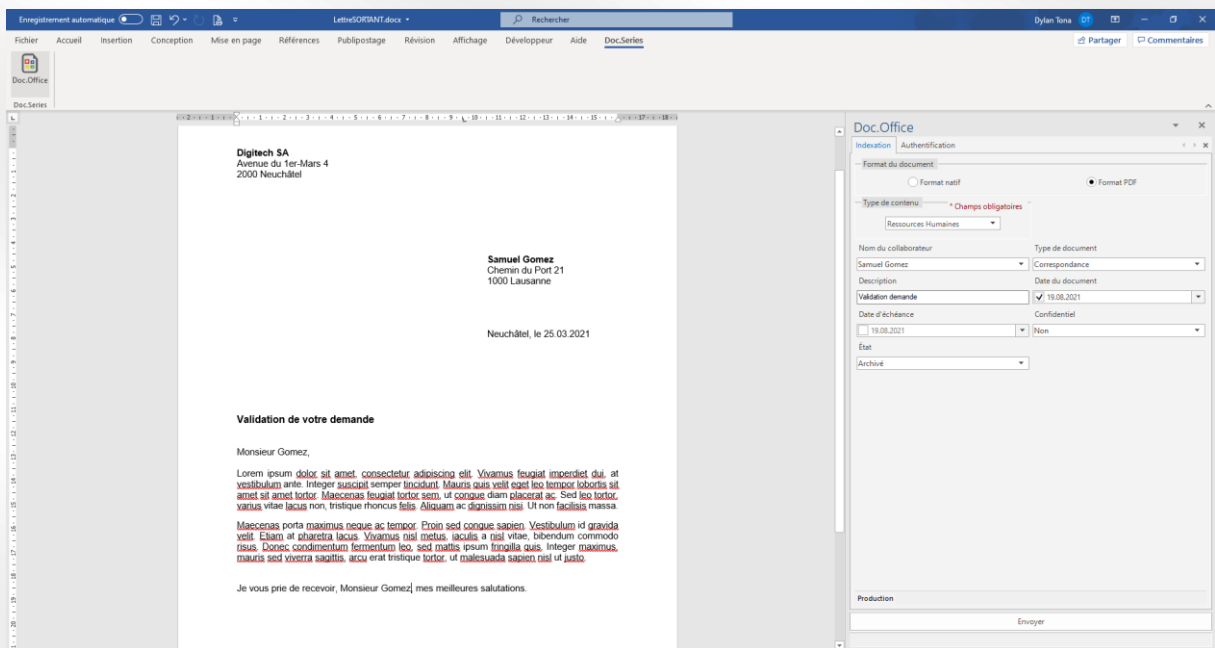 Enregistrement automatique
LettreSORTANT.docx
Rechercher
Dylan Tona
DT
Fichier Accueil Insertion Conception Mise en page Références Publipostage Révision Affichage Développeur Aide Doc.Series
Partager
Commentaires
Doc.Office
Doc.Series
Digitech SA
Avenue du 1er-Mars 4
2000 Neuchâtel
Samuel Gomez
Chemin du Port 21
1000 Lausanne
Neuchâtel, le 25.03.2021
Validation de votre demande
Monsieur Gomez,
Lorem ipsum dolor sit amet, consectetur adipiscing elit. Vivamus feugiat imperdiet dui, at
vestibulum ante. Integer suscipit semper tincidunt. Mauris quis velit eget leo tempor lobortis sit
amet sit amet tortor. Maecenas feugiat tortor sem, ut congue diam placerat ac. Sed leo tortor,
varius vitae lacus non, tristique rhoncus felis. Aliquam ac dignissim nisi. Ut non facilisis massa.
Maecenas porta maximus neque ac tempor. Proin sed congue sapien. Vestibulum id gravida
velit. Etiam at pharetra lacus. Vivamus nisl metus, iaculis a nisl vitae, bibendum commodo
risus. Donec condimentum fermentum leo, sed mattis ipsum fringilla quis. Integer maximus,
mauris sed viverra sagittis, arcu erat tristique tortor, ut malesuada sapien nisl ut justo.
Je vous prie de recevoir, Monsieur Gomez, mes meilleures salutations.
Doc.Office
Indexation Authentification
Format du document
Format natif Format PDF
Type de contenu
* Champs obligatoires
Ressources Humaines
Nom du collaborateur Type de document
Samuel Gomez Correspondance
Description Date du document
Validation demande 19.08.2021
Date d'échéance Confidentiel
19.08.2021 Non
État
Archivé
Production
Envoyer